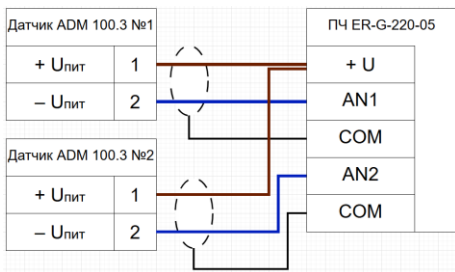 Датчик ADM 100.3 №1
+ Uпит 1
– Uпит 2
Датчик ADM 100.3 №2
+ Uпит 1
– Uпит 2
ПЧ ER-G-220-05
+ U
AN1
COM
AN2
COM